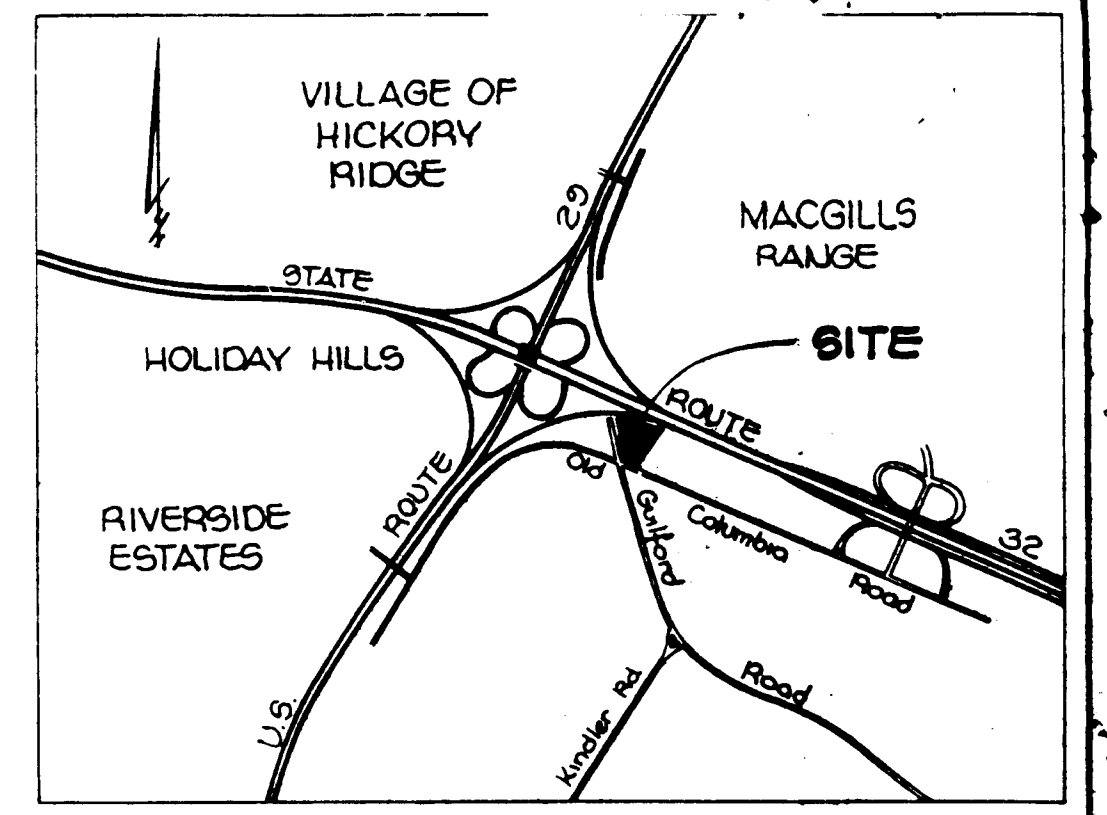 VILLAGE OF
HICKORY
RIDGE
29
MACGILLS
RANGE
STATE
HOLIDAY HILLS
SITE
ROUTE
32
Old
Columbia
Road
Guilford
Road
ROUTE
U.S.
RIVERSIDE
ESTATES
Kindler Rd